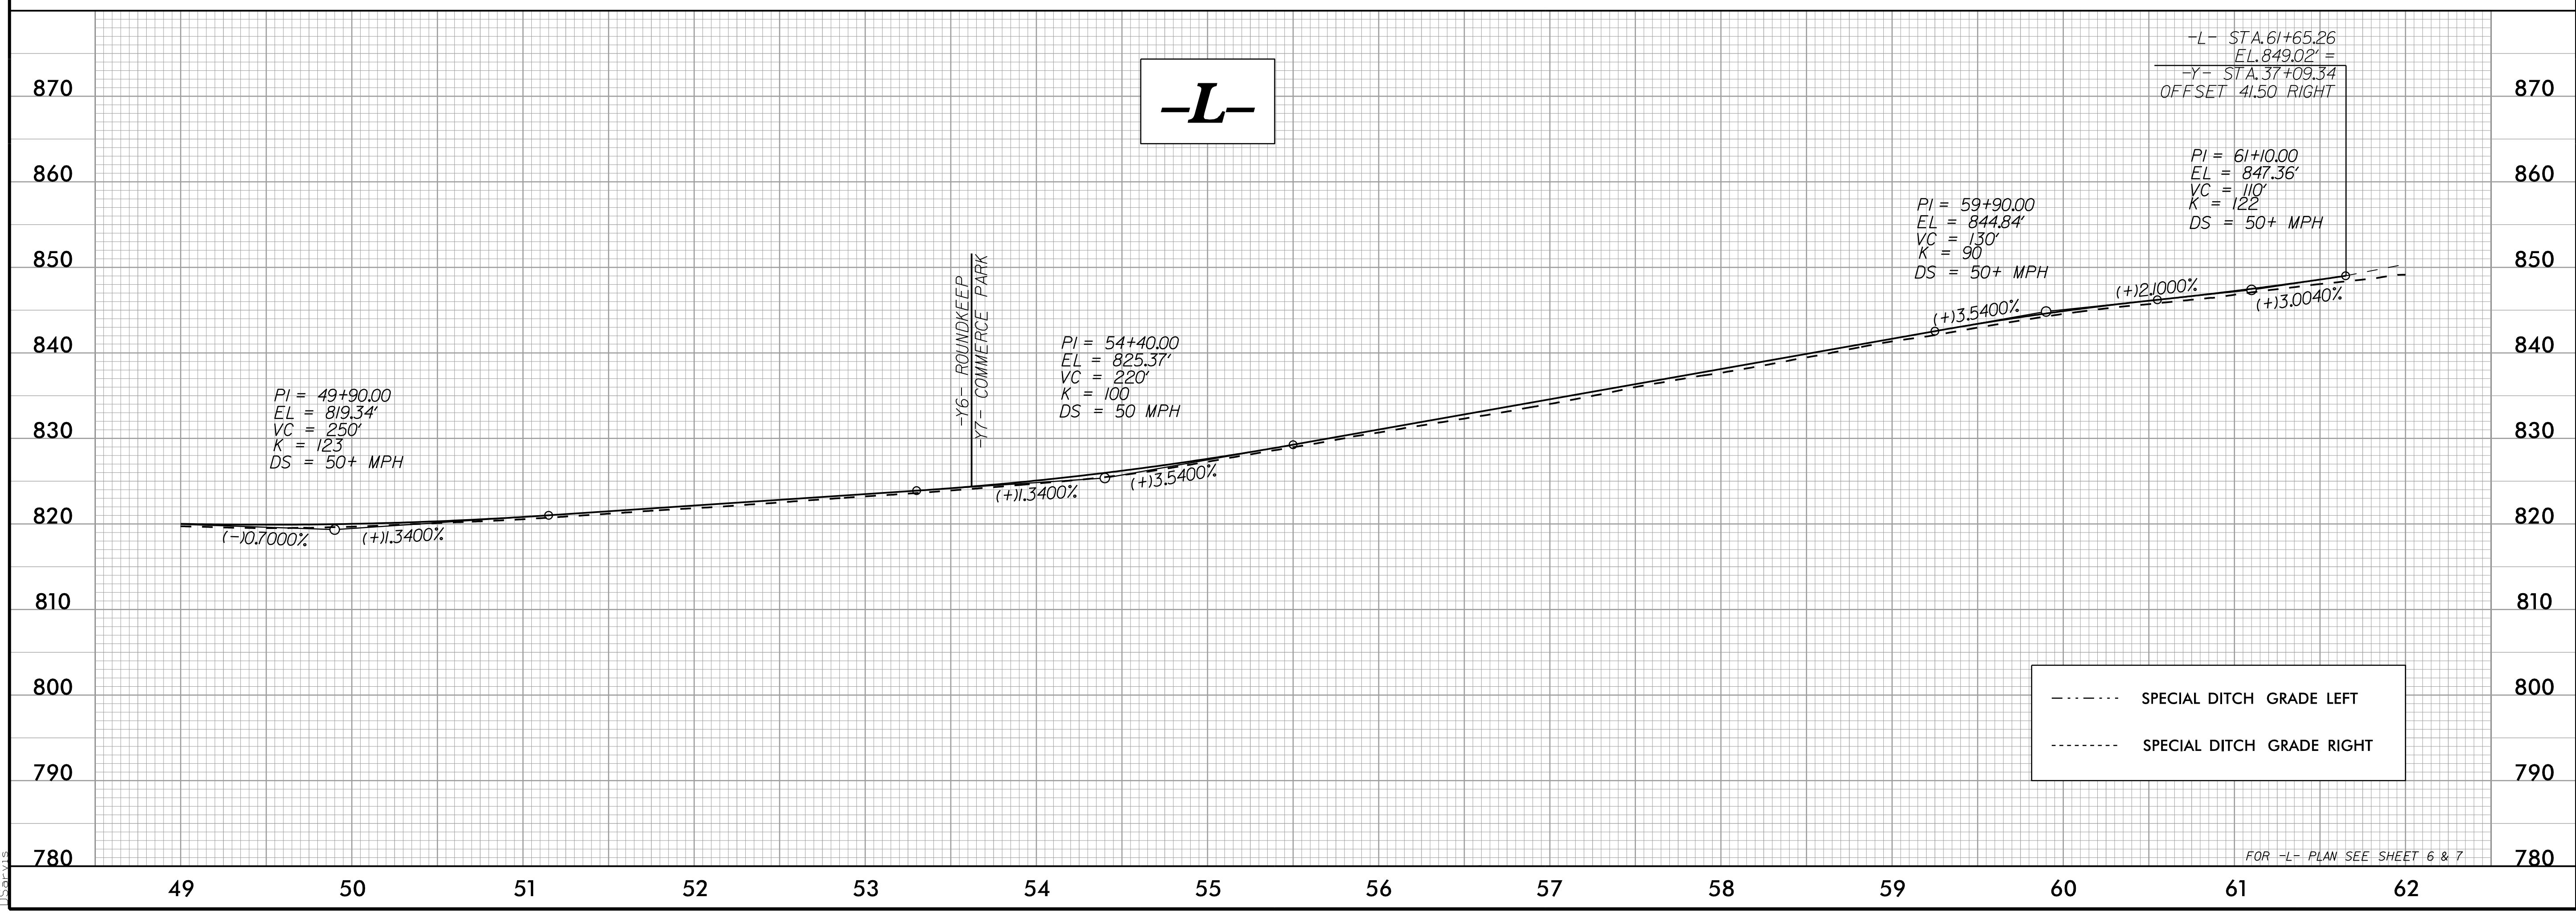 -L- STA. 61+65.26
EL. 849.02' =
-Y- STA. 37+09.34
OFFSET 41.50 RIGHT
-L-
870
870
PI = 61+10.00
EL = 847.36'
VC = 110'
K = 122
DS = 50+ MPH
860
860
PI = 59+90.00
EL = 844.84'
VC = 130'
K = 90
DS = 50+ MPH
850
850
-Y6- ROUNDKEEP
-Y7- COMMERCE PARK
(+)3.5400%
(+)2.1000%
(+)3.0040%
840
840
PI = 54+40.00
EL = 825.37'
VC = 220'
K = 100
DS = 50 MPH
PI = 49+90.00
EL = 819.34'
VC = 250'
K = 123
DS = 50+ MPH
830
830
(+)1.3400%
(+)3.5400%
820
820
(-)0.7000%
(+)1.3400%
810
810
800
800
SPECIAL DITCH GRADE LEFT
SPECIAL DITCH GRADE RIGHT
790
790
780
780
FOR -L- PLAN SEE SHEET 6 & 7
49 50 51 52 53 54 55 56 57 58 59 60 61 62